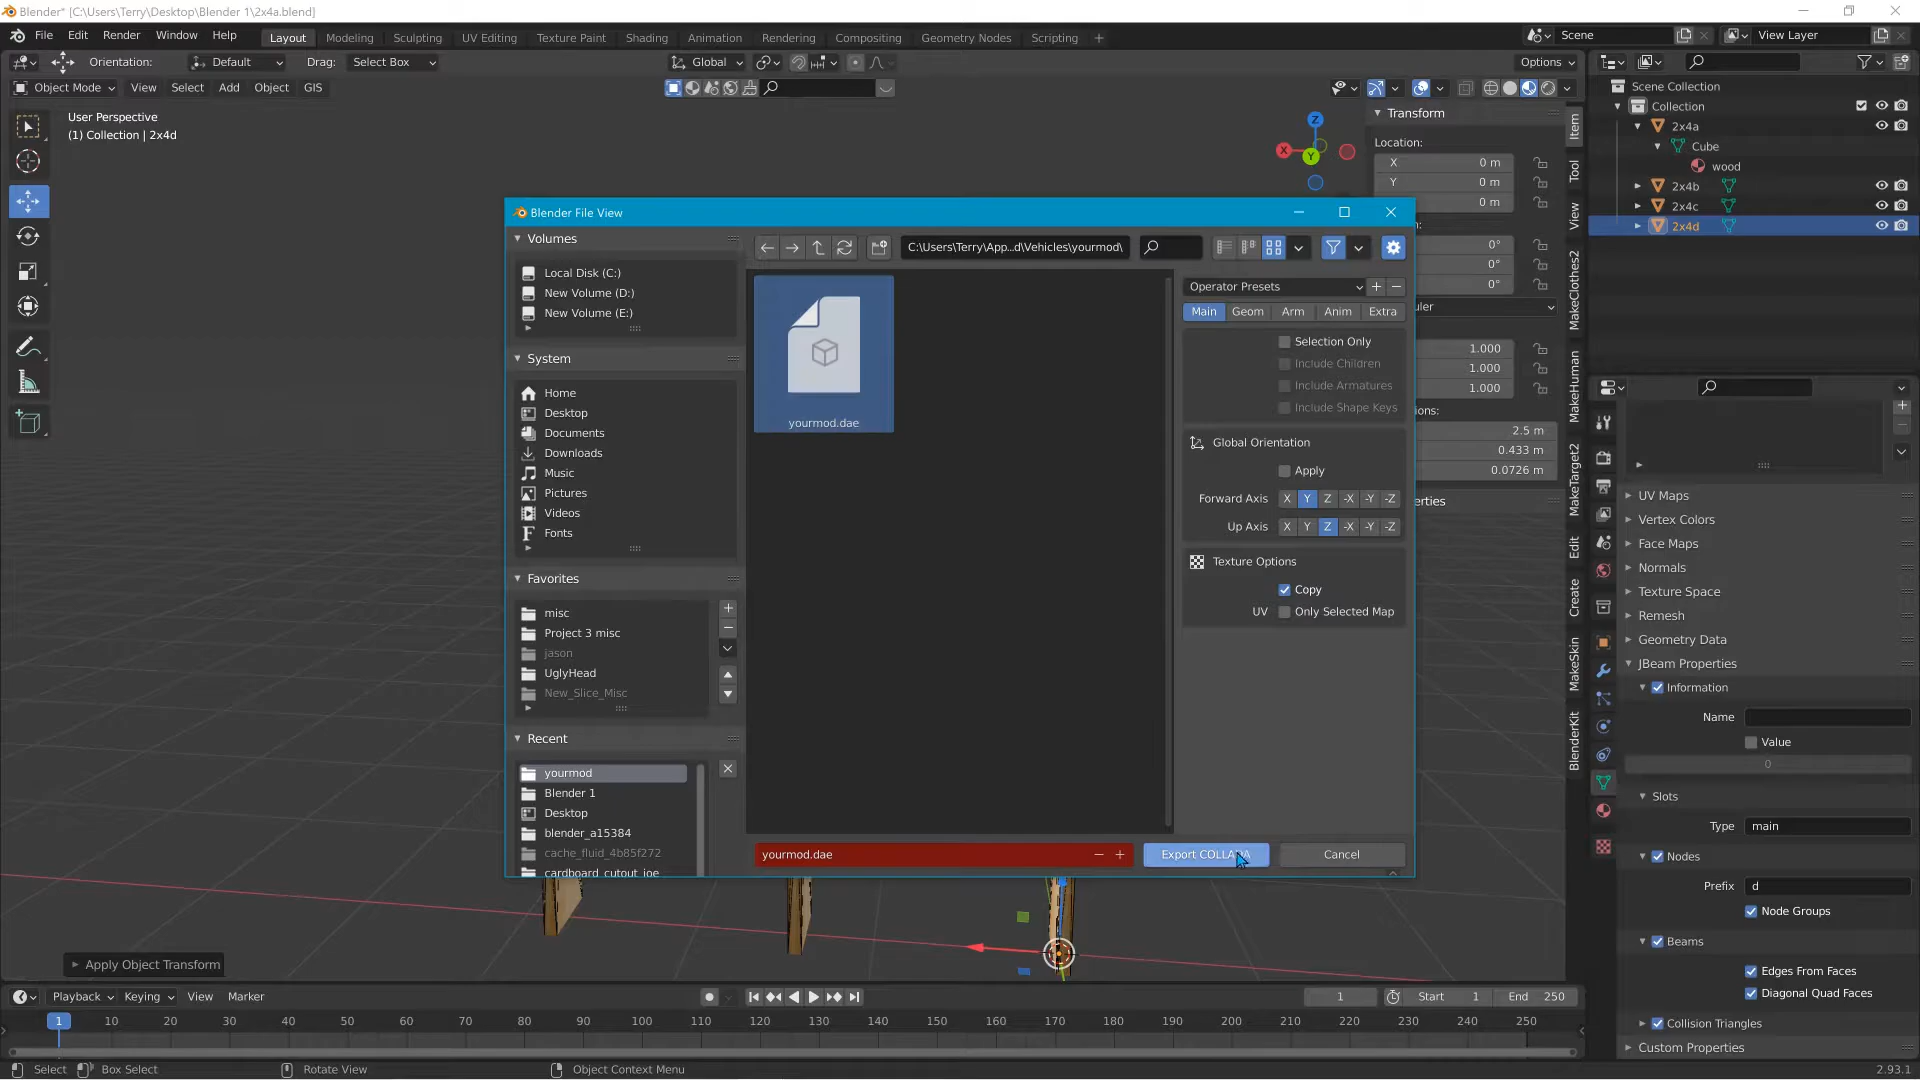 Blender* [C:\Users\Terry\Desktop\Blender 1\2x4a.blend]
File Edit Render Window Help Layout Modeling Sculpting UV Editing Texture Paint Shading Animation Rendering Compositing Geometry Nodes Scripting + Scene View Layer
Orientation: Default Drag: Select Box Global Options
Object Mode View Select Add Object GIS
User Perspective
(1) Collection | 2x4d
Z
X
Y
Transform
Location:
X 0 m
Y 0 m
0 m
n:
0°
0°
0°
uler
1.000
1.000
1.000
ions:
2.5 m
0.433 m
0.0726 m
erties
Item
Tool
View
MakeClothes2
MakeHuman
MakeTarget2
Edit
Create
MakeSkin
BlenderKit
Scene Collection
Collection
2x4a
Cube
wood
2x4b
2x4c
2x4d
Blender File View
Volumes
Local Disk (C:)
New Volume (D:)
New Volume (E:)
System
Home
Desktop
Documents
Downloads
Music
Pictures
Videos
Fonts
Favorites
misc
Project 3 misc
jason
UglyHead
New_Slice_Misc
Recent
yourmod
Blender 1
Desktop
blender_a15384
cache_fluid_4b85f272
cardboard_cutout_joe
C:\Users\Terry\App...d\Vehicles\yourmod\
yourmod.dae
Operator Presets
Main Geom Arm Anim Extra
Selection Only
Include Children
Include Armatures
Include Shape Keys
Global Orientation
Apply
Forward Axis X Y Z -X -Y -Z
Up Axis X Y Z -X -Y -Z
Texture Options
Copy
UV Only Selected Map
yourmod.dae
Export COLLADA
Cancel
UV Maps
Vertex Colors
Face Maps
Normals
Texture Space
Remesh
Geometry Data
JBeam Properties
Information
Name
Value
0
Slots
Type main
Nodes
Prefix d
Node Groups
Beams
Edges From Faces
Diagonal Quad Faces
Collision Triangles
Custom Properties
Apply Object Transform
Playback Keying View Marker 1 Start 1 End 250
1 10 20 30 40 50 60 70 80 90 100 110 120 130 140 150 160 170 180 190 200 210 220 230 240 250
Select Box Select Rotate View Object Context Menu 2.93.1